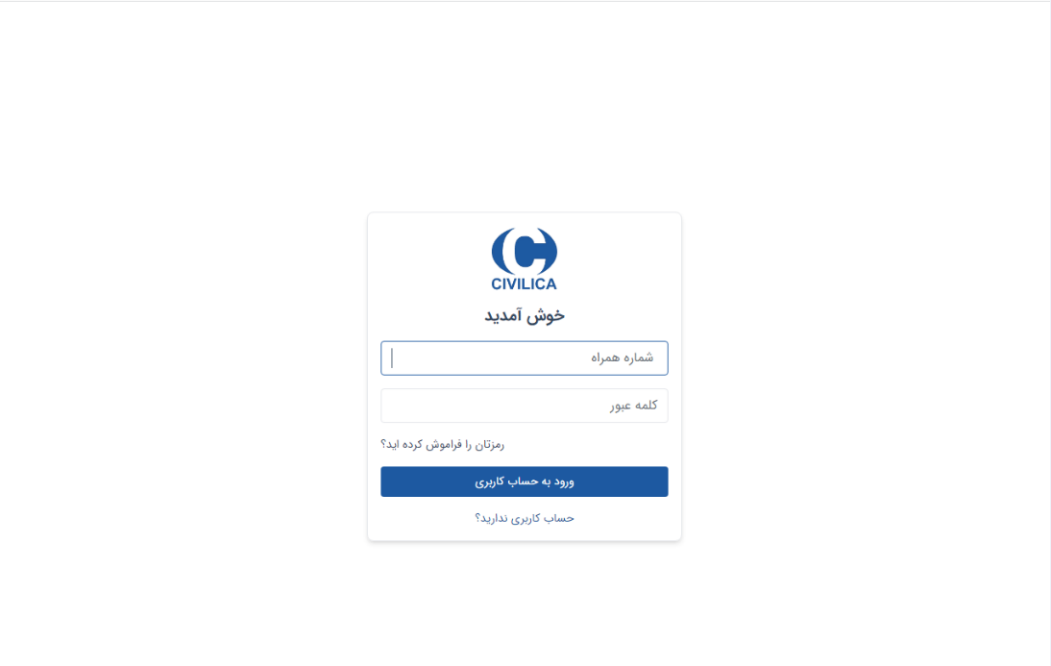 CIVILICA
خوش آمدید
شماره همراه
کلمه عبور
رمزتان را فراموش کرده اید؟
ورود به حساب کاربری
حساب کاربری ندارید؟